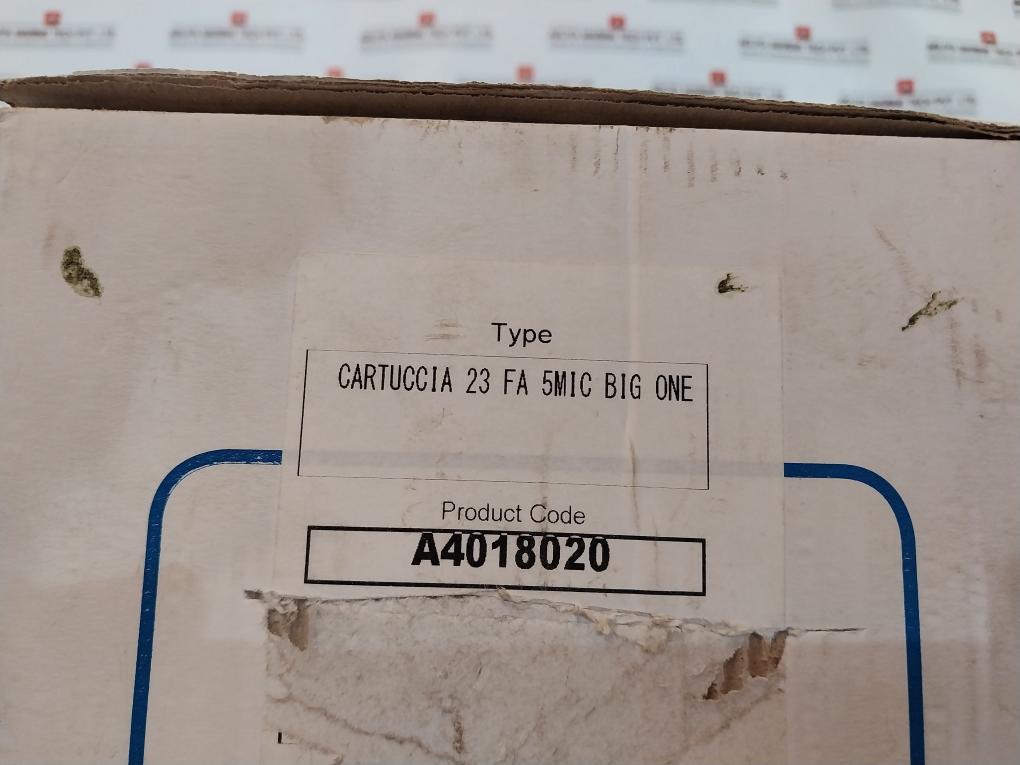 Type
CARTUCCIA 23 FA 5MIC BIG ONE
Product Code
A4018020